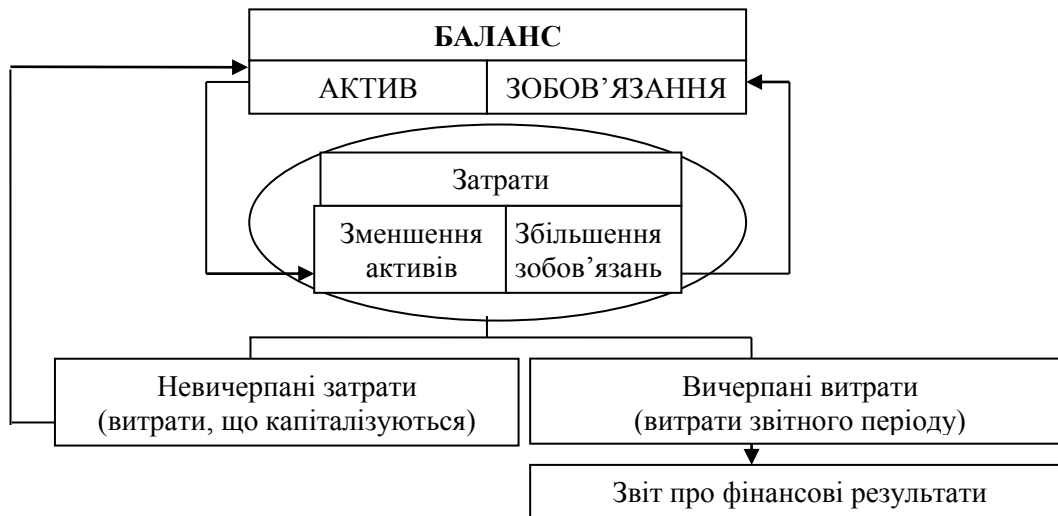 БАЛАНС
АКТИВ
ЗОБОВ’ЯЗАННЯ
Затрати
Зменшення
активів
Збільшення
зобов’язань
Невичерпані затрати
(витрати, що капіталізуються)
Вичерпані витрати
(витрати звітного періоду)
Звіт про фінансові результати